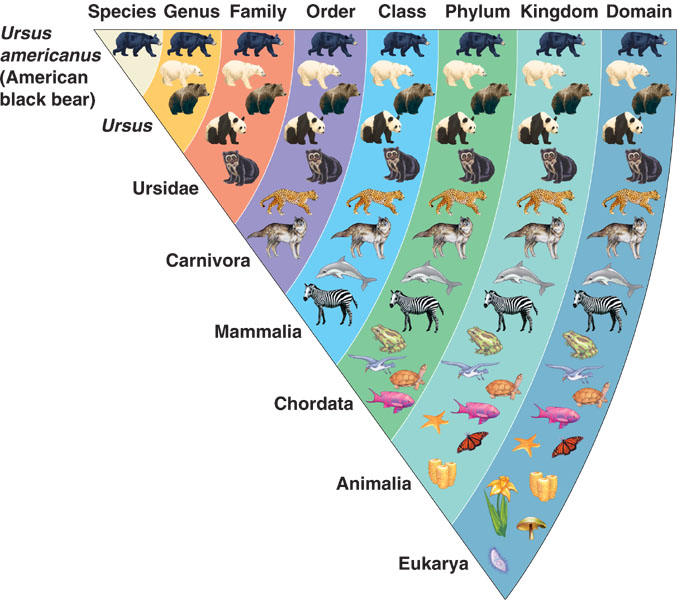 Species Genus Family Order Class Phylum Kingdom Domain
Ursus
americanus
(American
black bear)
Ursus
Ursidae
Carnivora
Mammalia
Chordata
Animalia
Eukarya